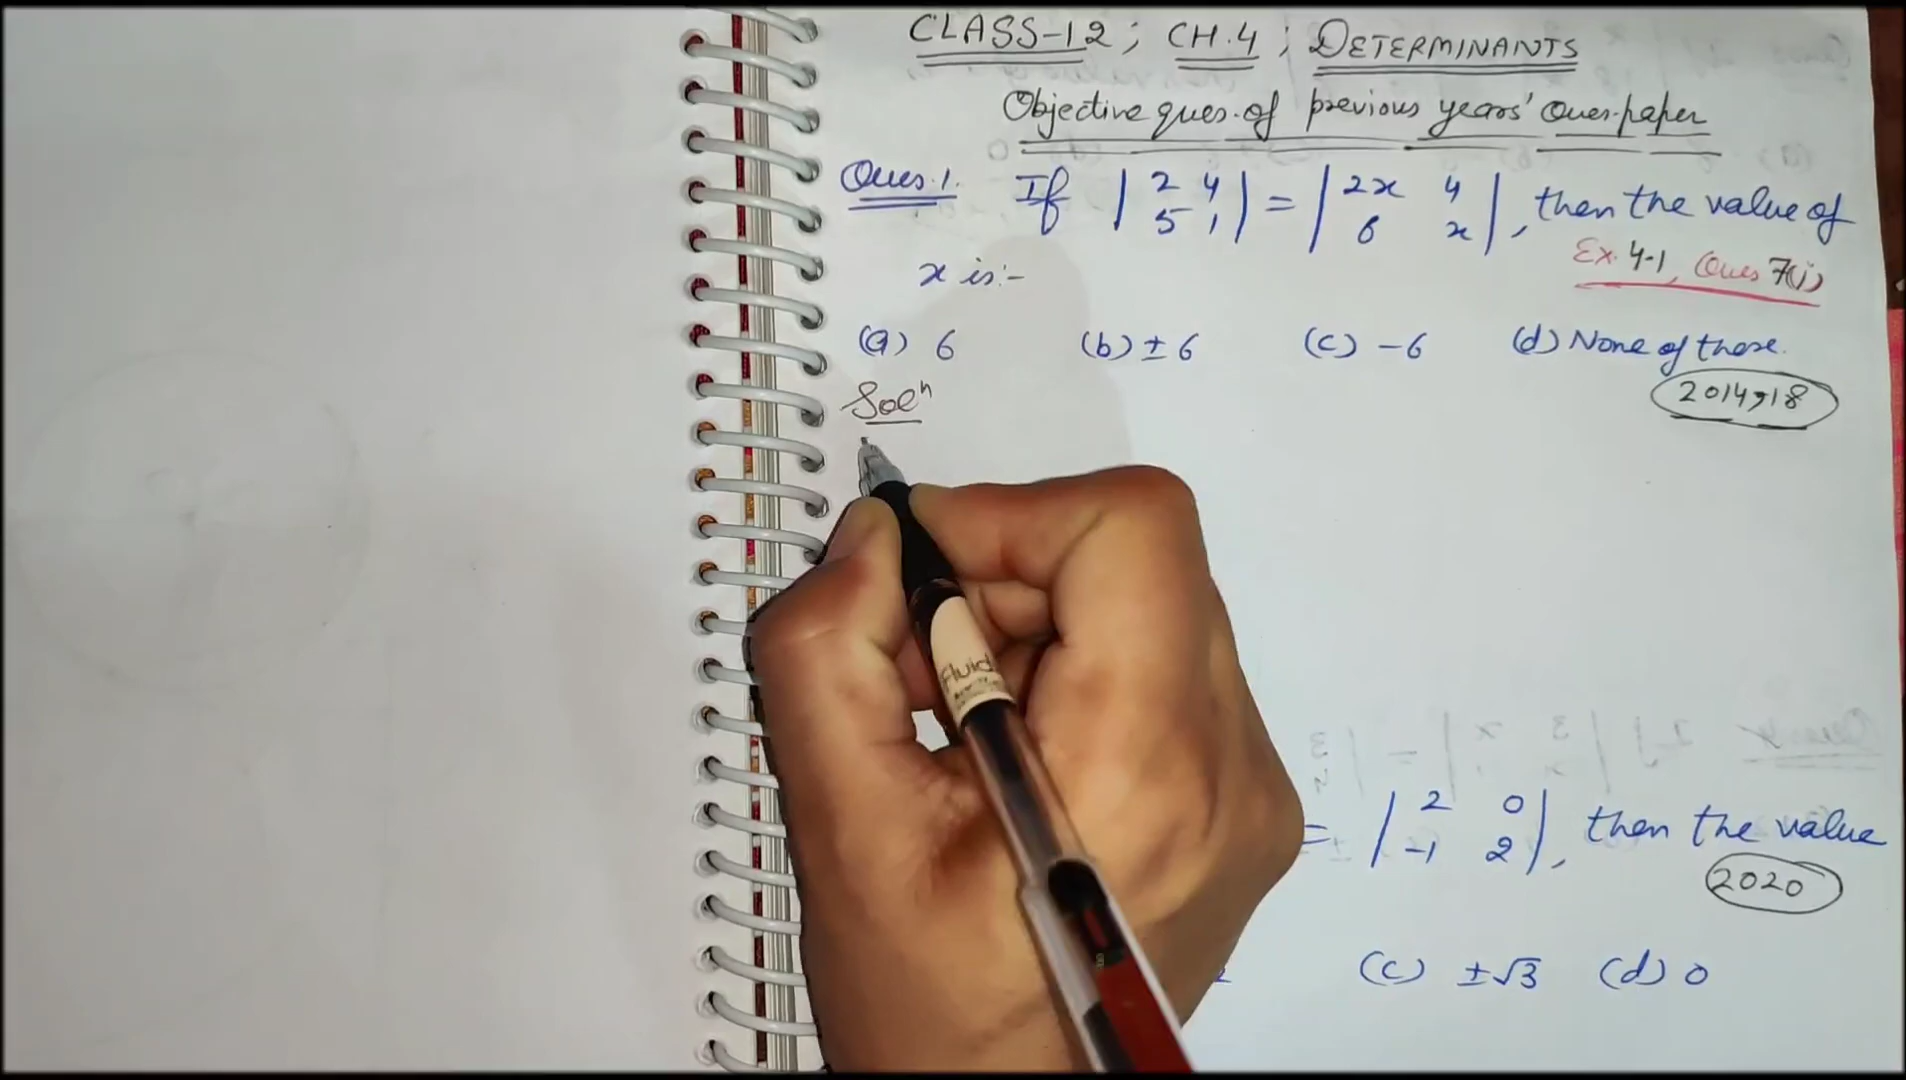 CLASS-12 ; CH.4 ; DETERMINANTS
Objective ques. of previous years' Ques. paper
Ques.1. If | 2 4 | = | 2x 4 |, then the value of
5 1 6 x
Ex. 4.1, Ques 7(i)
x is:-
(a) 6 (b) ± 6 (c) - 6 (d) None of these.
Solⁿ
2014,18
= | 2 0 |, then the value
-1 2
2020
(c) ±√3 (d) 0
Fluid